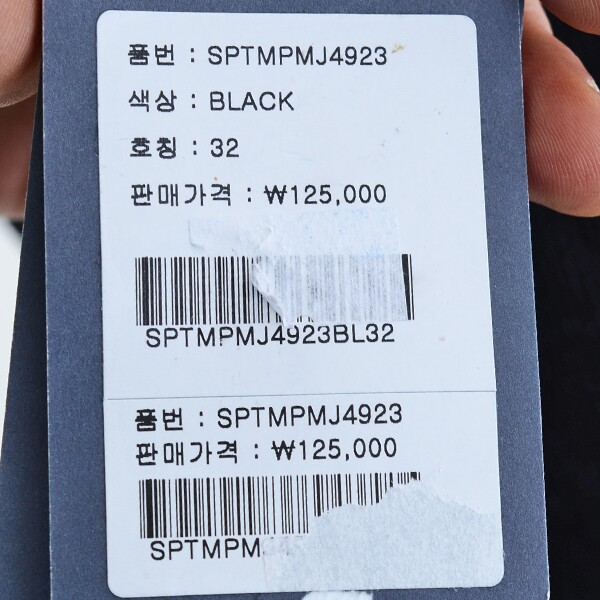 품번 : SPTMPMJ4923
색상 : BLACK
호칭 : 32
판매가격 : ₩125,000
SPTMPMJ4923BL32
품번 : SPTMPMJ4923
판매가격 : ₩125,000